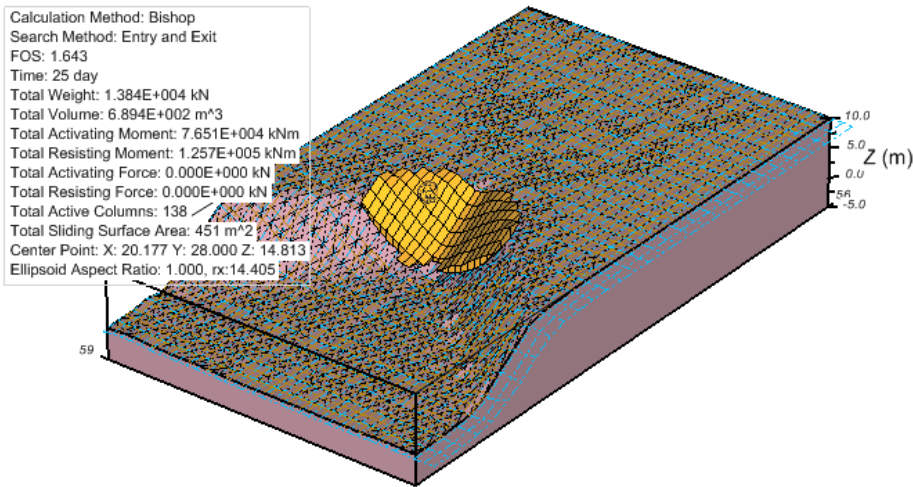 Calculation Method: Bishop
Search Method: Entry and Exit
FOS: 1.643
Time: 25 day
Total Weight: 1.384E+004 kN
Total Volume: 6.894E+002 m^3
Total Activating Moment: 7.651E+004 kNm
Total Resisting Moment: 1.257E+005 kNm
Total Activating Force: 0.000E+000 kN
Total Resisting Force: 0.000E+000 kN
Total Active Columns: 138
Total Sliding Surface Area: 451 m^2
Center Point: X: 20.177 Y: 28.000 Z: 14.813
Ellipsoid Aspect Ratio: 1.000, rx:14.405
10.0
5.0
Z (m)
0.0
56
-5.0
59